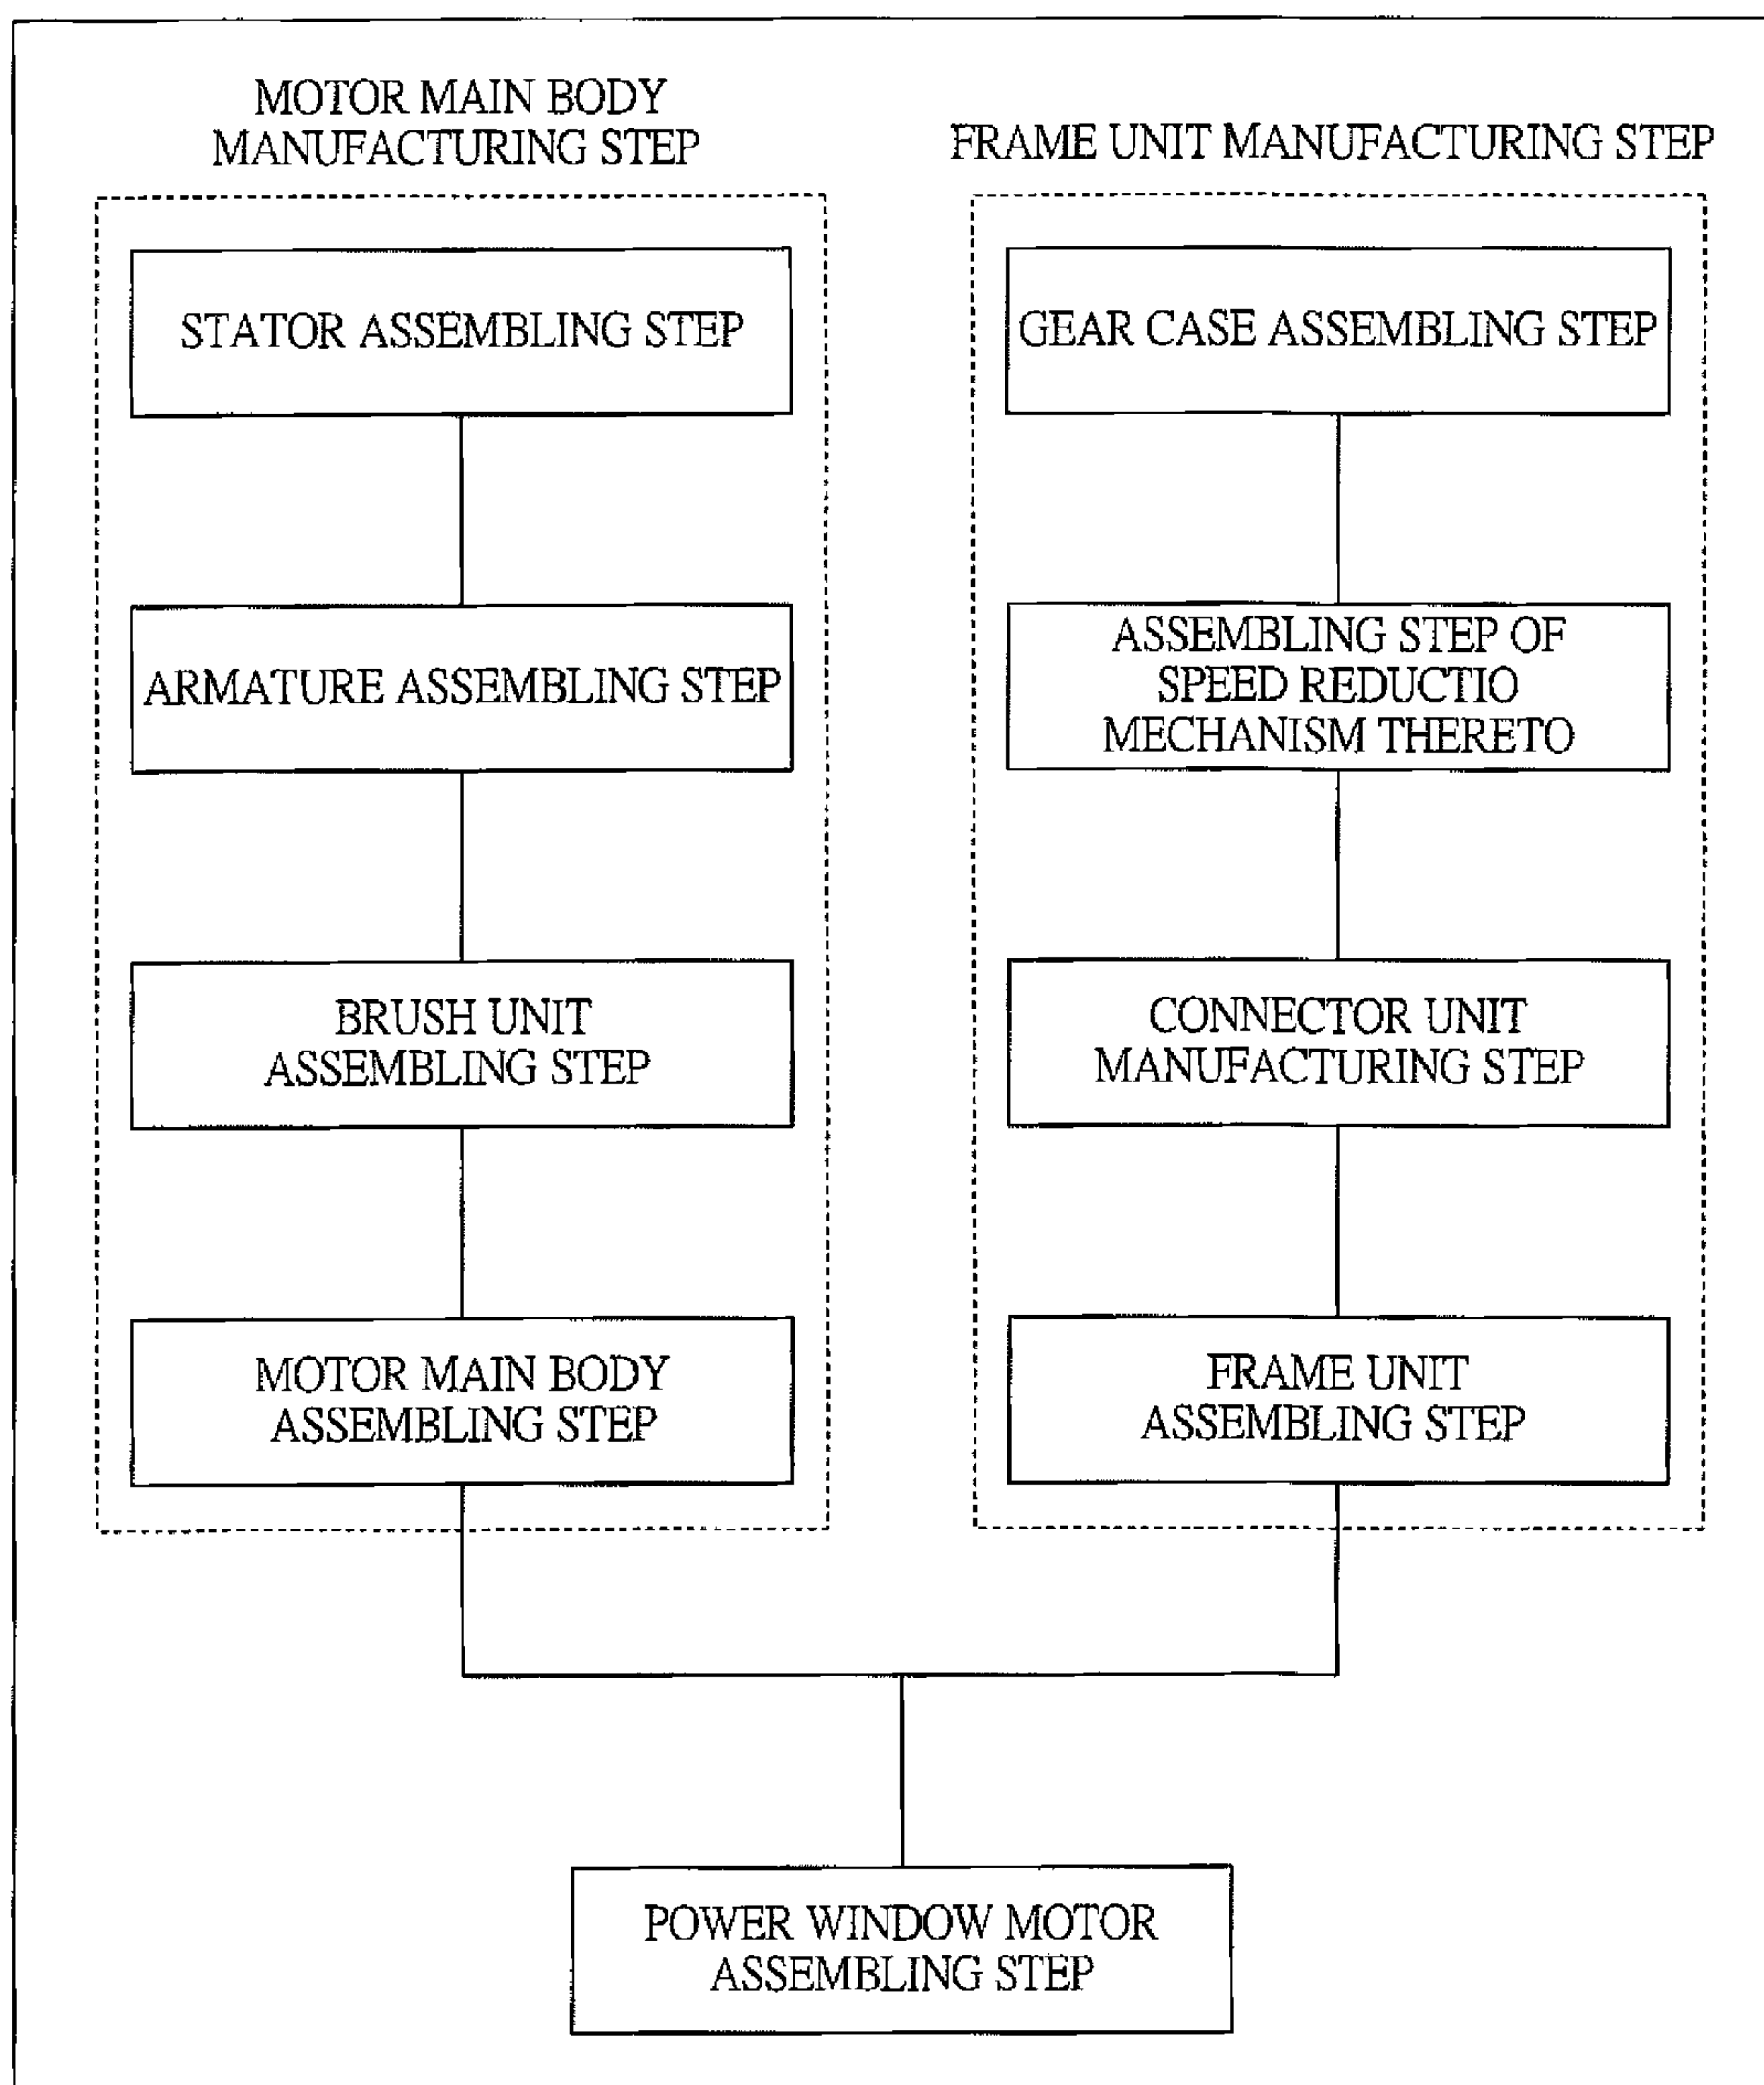 MOTOR MAIN BODY
MANUFACTURING STEP
STATOR ASSEMBLING STEP
ARMATURE ASSEMBLING STEP
BRUSH UNIT
ASSEMBLING STEP
MOTOR MAIN BODY
ASSEMBLING STEP
FRAME UNIT MANUFACTURING STEP
GEAR CASE ASSEMBLING STEP
ASSEMBLING STEP OF
SPEED REDUCTIO
MECHANISM THERETO
CONNECTOR UNIT
MANUFACTURING STEP
FRAME UNIT
ASSEMBLING STEP
POWER WINDOW MOTOR
ASSEMBLING STEP